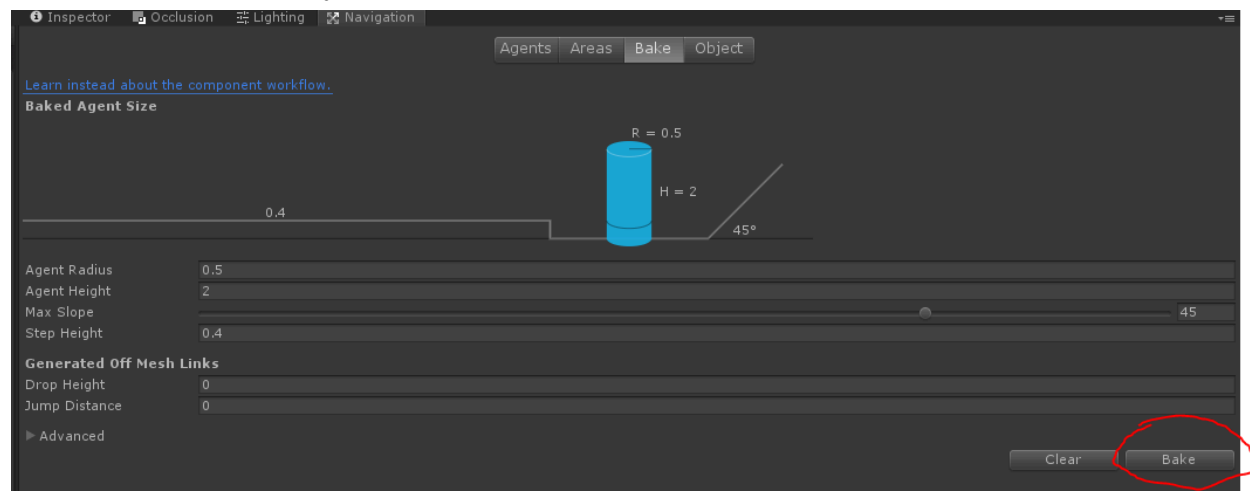 Inspector Occlusion Lighting Navigation
Agents Areas Bake Object
Learn instead about the component workflow.
Baked Agent Size
R = 0.5
H = 2
0.4
45°
Agent Radius 0.5
Agent Height 2
Max Slope 45
Step Height 0.4
Generated Off Mesh Links
Drop Height 0
Jump Distance 0
Advanced
Clear Bake